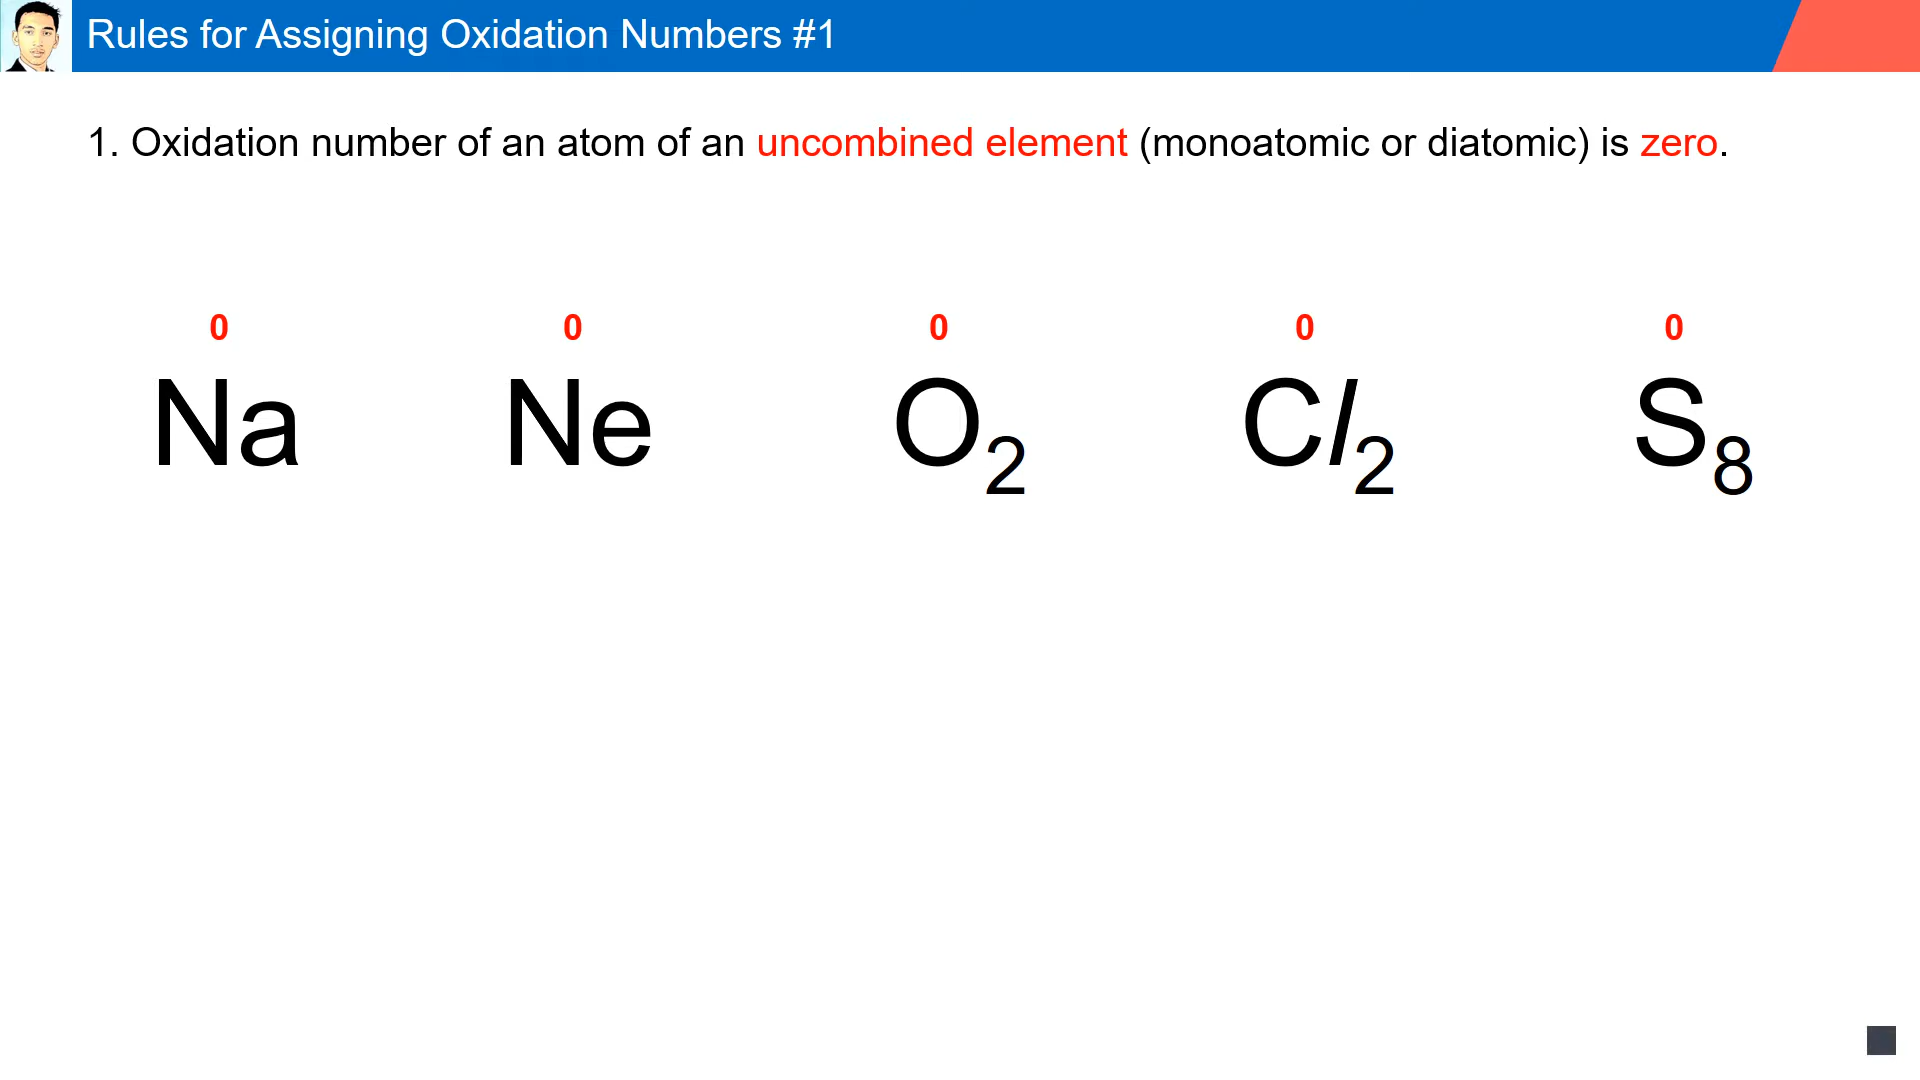 Rules for Assigning Oxidation Numbers #1
1. Oxidation number of an atom of an uncombined element (monoatomic or diatomic) is zero.
0 0 0 0 0
Na Ne O₂ Cl₂ S₈